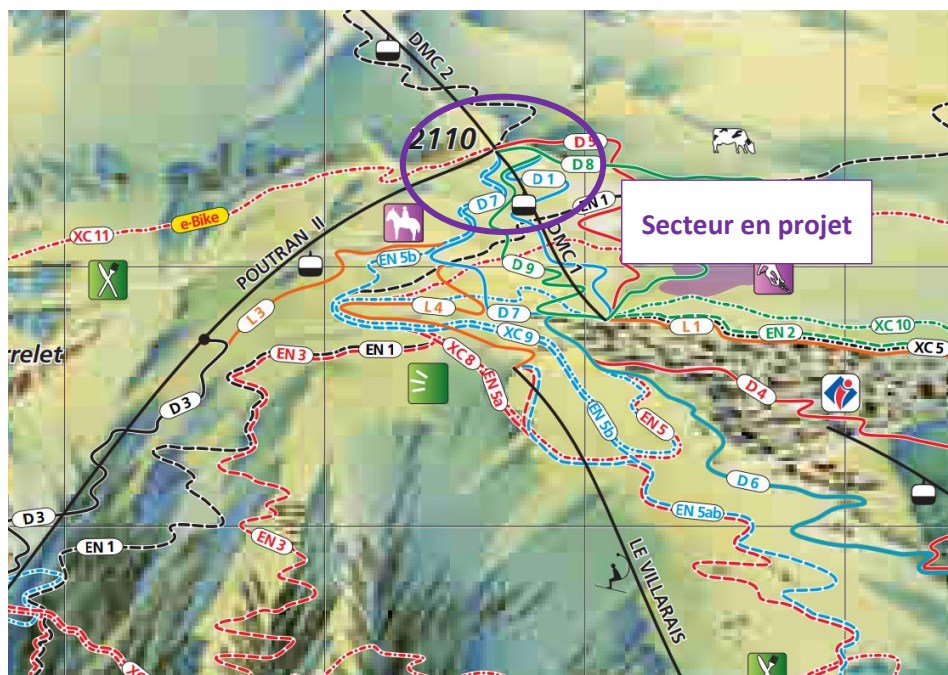 DMC 2
2110
D 5
D 8
D 1
D 7
EN 1
Secteur en projet
e-Bike
XC 11
POUTRAN II
EN 5b
DMC 1
D 9
L 3
L 4
D 7
L 1
EN 2
XC 10
XC 9
XC 5
rrelet
EN 3
EN 1
XC 8
EN 5a
D 4
D 3
EN 5b
EN 5
D 6
D 3
EN 5ab
EN 1
EN 3
LE VILLARAIS